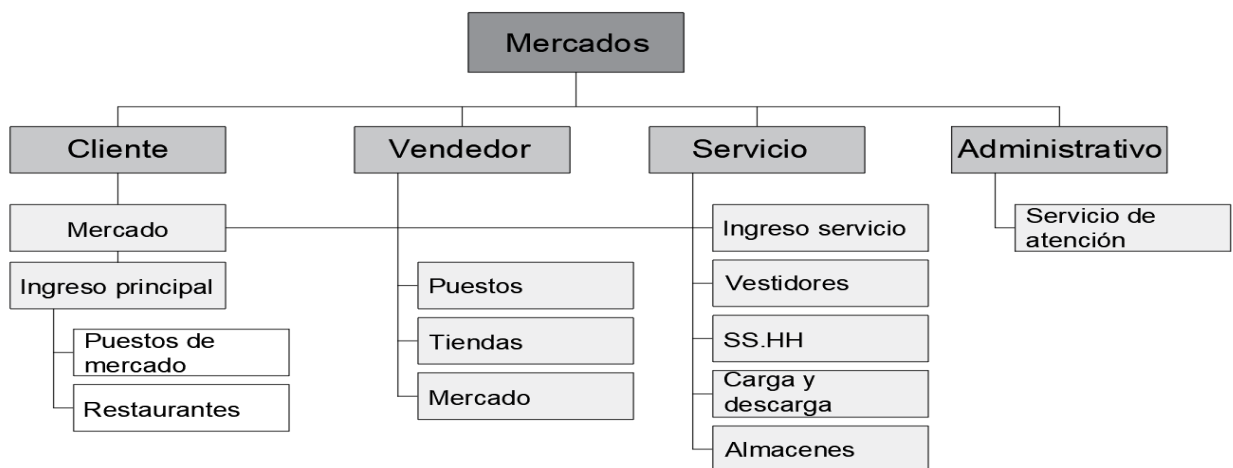 Mercados
Cliente
Vendedor
Servicio
Administrativo
Mercado
Ingreso principal
Puestos de
mercado
Restaurantes
Puestos
Tiendas
Mercado
Ingreso servicio
Vestidores
SS.HH
Carga y
descarga
Almacenes
Servicio de
atención